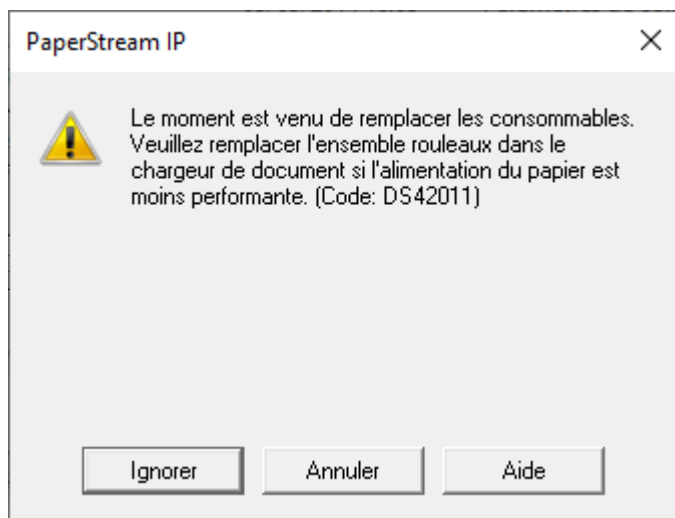 PaperStream IP
Le moment est venu de remplacer les consommables.
Veuillez remplacer l'ensemble rouleaux dans le
chargeur de document si l'alimentation du papier est
moins performante. (Code: DS42011)
Ignorer
Annuler
Aide